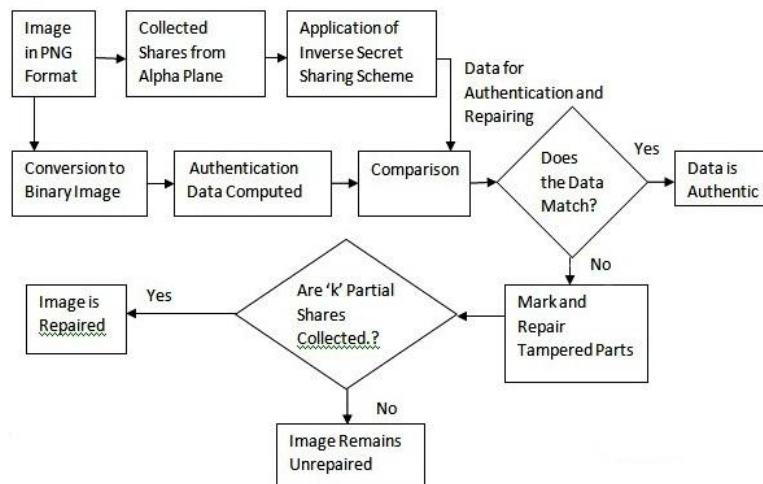 Image
in PNG
Format
Collected
Shares from
Alpha Plane
Application of
Inverse Secret
Sharing Scheme
Data for
Authentication and
Repairing
Conversion to
Binary Image
Authentication
Data Computed
Comparison
Does
the Data
Match?
Yes
Data is
Authentic
No
Mark and
Repair
Tampered Parts
Are ‘k’ Partial
Shares
Collected.?
Yes
Image is
Repaired
No
Image Remains
Unrepaired